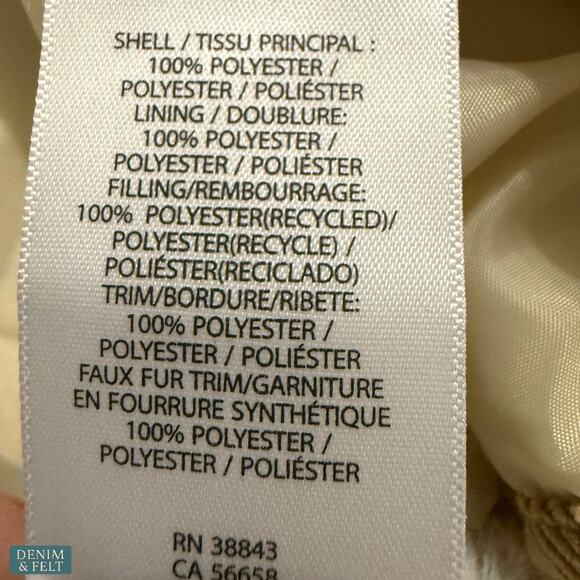 SHELL / TISSU PRINCIPAL :
100% POLYESTER /
POLYESTER / POLIÉSTER
LINING / DOUBLURE:
100% POLYESTER /
POLYESTER / POLIÉSTER
FILLING/REMBOURRAGE:
100% POLYESTER(RECYCLED)/
POLYESTER(RECYCLE) /
POLIÉSTER(RECICLADO)
TRIM/BORDURE/RIBETE:
100% POLYESTER /
POLYESTER / POLIÉSTER
FAUX FUR TRIM/GARNITURE
EN FOURRURE SYNTHÉTIQUE
100% POLYESTER /
POLYESTER / POLIÉSTER
RN 38843
CA 56658
DENIM
& FELT